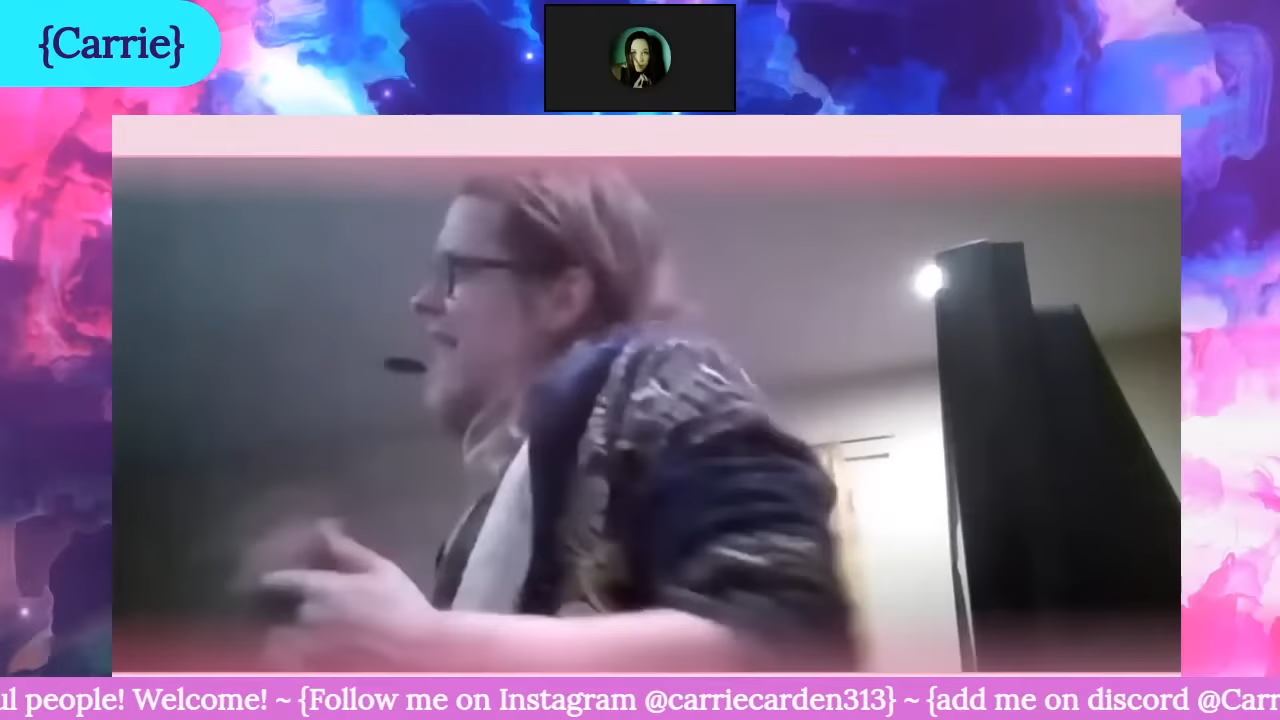 {Carrie}
ul people! Welcome! ~ {Follow me on Instagram @carriecarden313} ~ {add me on discord @Carr